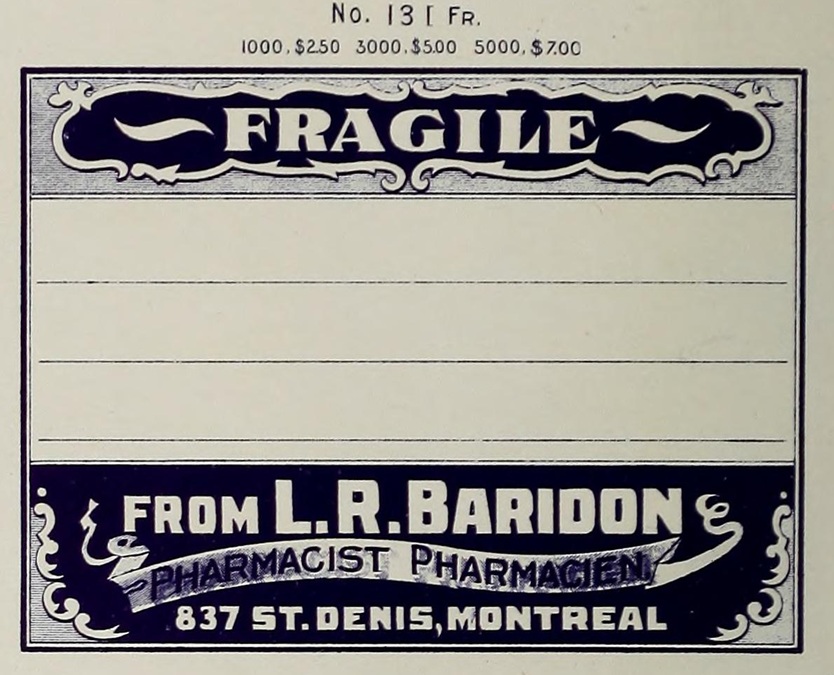 No. 131 Fr.
1000, $2.50 3000, $5.00 5000, $7.00
FRAGILE
FROM L.R.BARIDON
PHARMACIST PHARMACIEN
837 ST. DENIS, MONTREAL